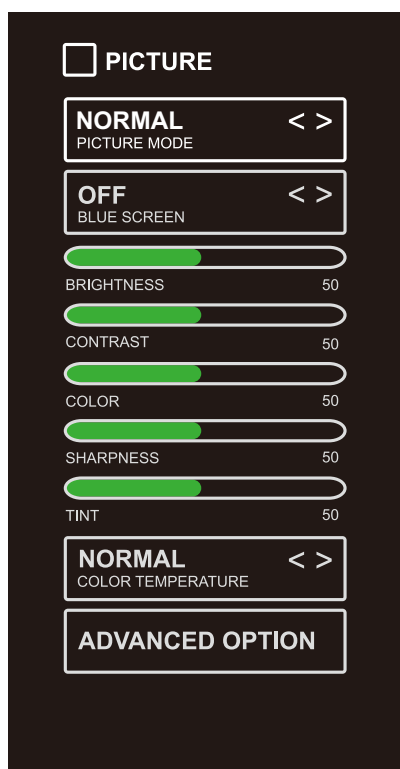 PICTURE
NORMAL < >
PICTURE MODE
OFF < >
BLUE SCREEN
BRIGHTNESS 50
CONTRAST 50
COLOR 50
SHARPNESS 50
TINT 50
NORMAL < >
COLOR TEMPERATURE
ADVANCED OPTION